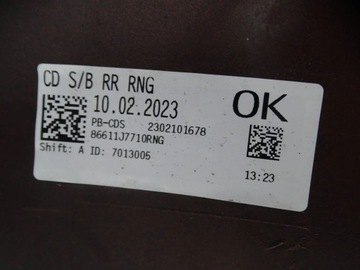 CD S/B RR RNG
10.02.2023
OK
PB-CDS 2302101678
86611J7710RNG
Shift: A ID: 7013006
13:23